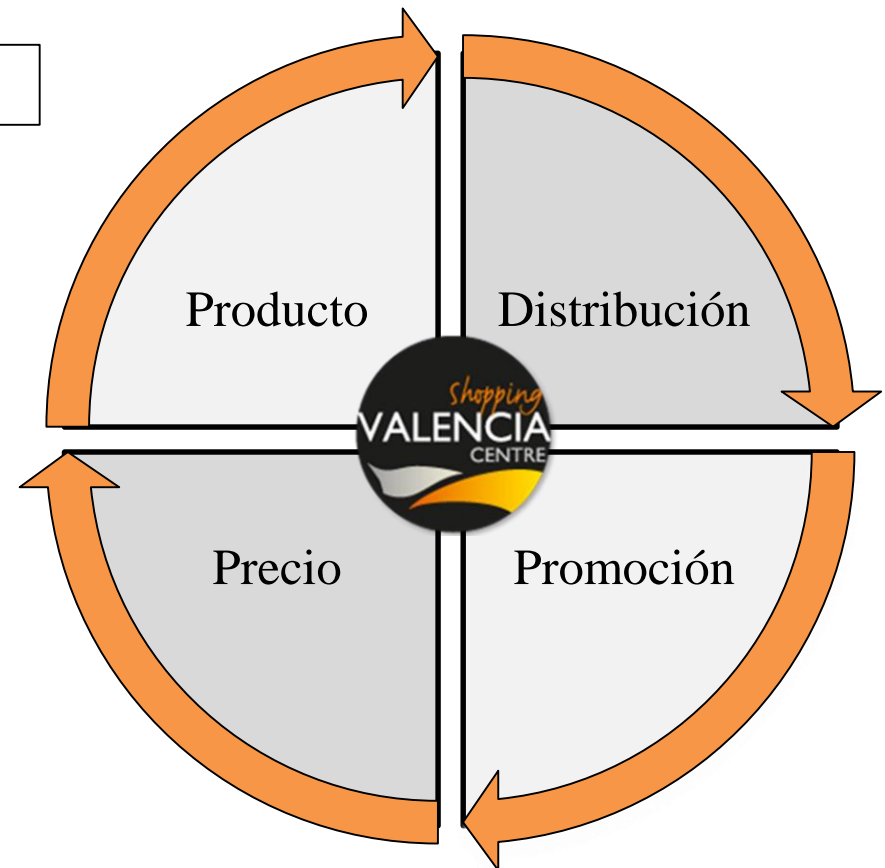 Producto
Distribución
Shopping
VALENCIA
CENTRE
Precio
Promoción